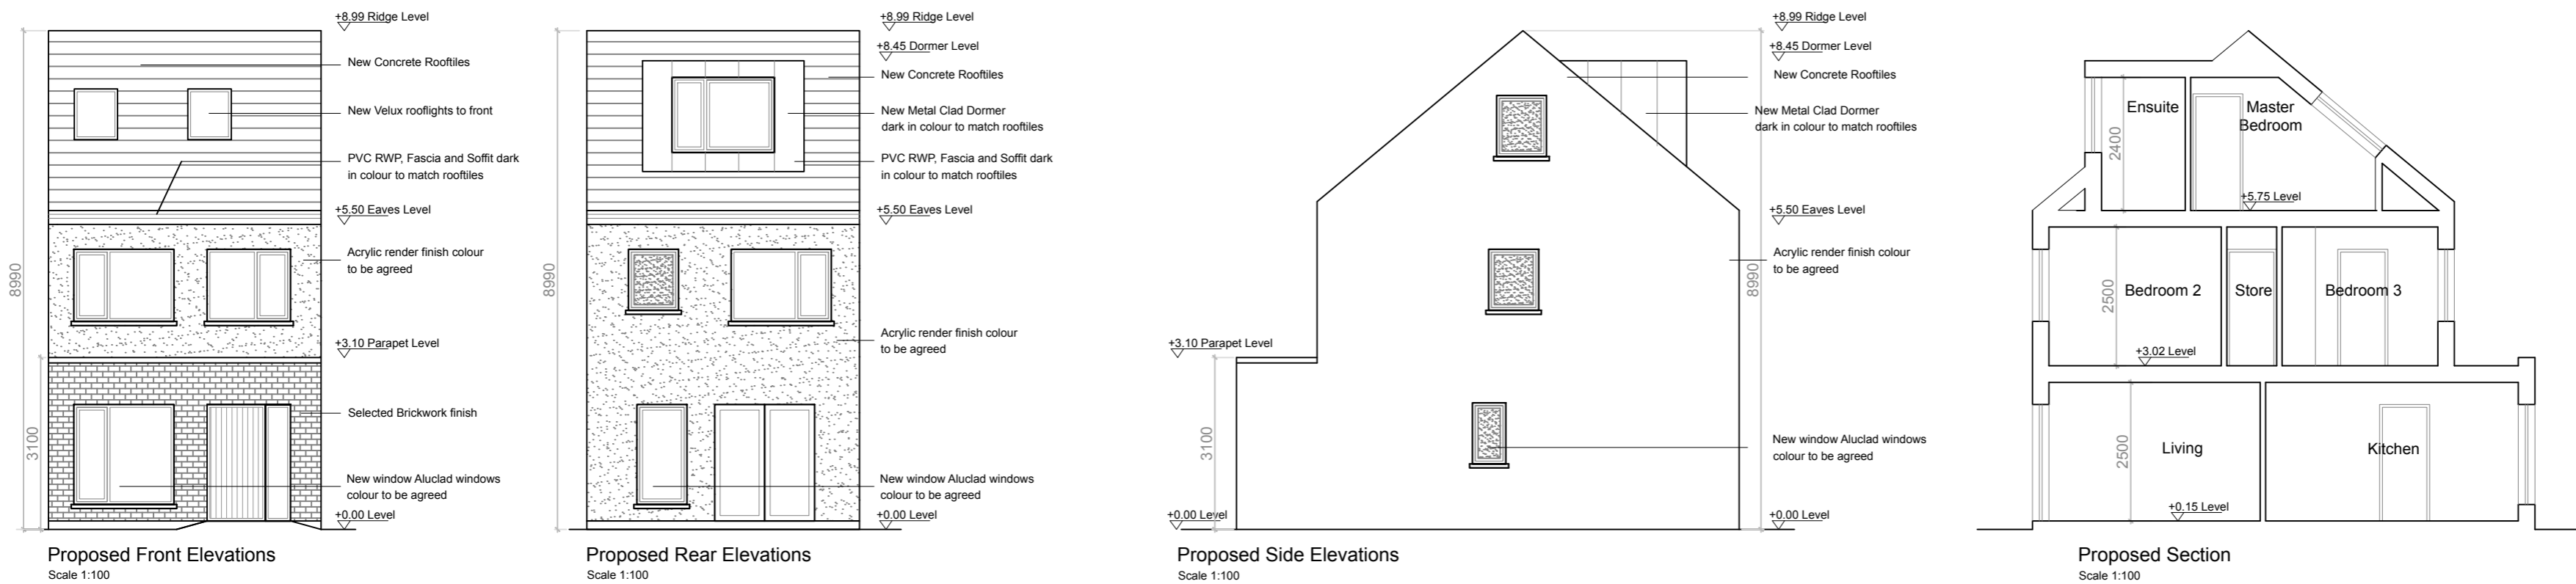 +8.99 Ridge Level
New Concrete Rooftiles
New Velux rooflights to front
PVC RWP, Fascia and Soffit dark
in colour to match rooftiles
+5.50 Eaves Level
Acrylic render finish colour
to be agreed
8990
+3.10 Parapet Level
Selected Brickwork finish
3100
New window Aluclad windows
colour to be agreed
+0.00 Level
Proposed Front Elevations
Scale 1:100
+8.99 Ridge Level
+8.45 Dormer Level
New Concrete Rooftiles
New Metal Clad Dormer
dark in colour to match rooftiles
PVC RWP, Fascia and Soffit dark
in colour to match rooftiles
+5.50 Eaves Level
8990
Acrylic render finish colour
to be agreed
New window Aluclad windows
colour to be agreed
+0.00 Level
Proposed Rear Elevations
Scale 1:100
+8.99 Ridge Level
+8.45 Dormer Level
New Concrete Rooftiles
New Metal Clad Dormer
dark in colour to match rooftiles
+5.50 Eaves Level
Acrylic render finish colour
to be agreed
8990
+3.10 Parapet Level
3100
New window Aluclad windows
colour to be agreed
+0.00 Level
+0.00 Level
Proposed Side Elevations
Scale 1:100
Ensuite
Master
Bedroom
2400
+5.75 Level
Bedroom 2
Store
Bedroom 3
2500
+3.02 Level
Living
Kitchen
2500
+0.15 Level
Proposed Section
Scale 1:100